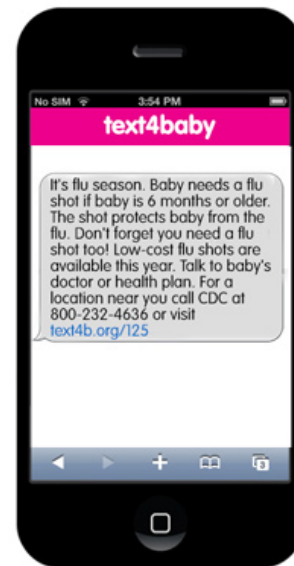 No SIM 3:54 PM
text4baby
It's flu season. Baby needs a flu
shot if baby is 6 months or older.
The shot protects baby from the
flu. Don't forget you need a flu
shot too! Low-cost flu shots are
available this year. Talk to baby's
doctor or health plan. For a
location near you call CDC at
800-232-4636 or visit
text4b.org/125
3